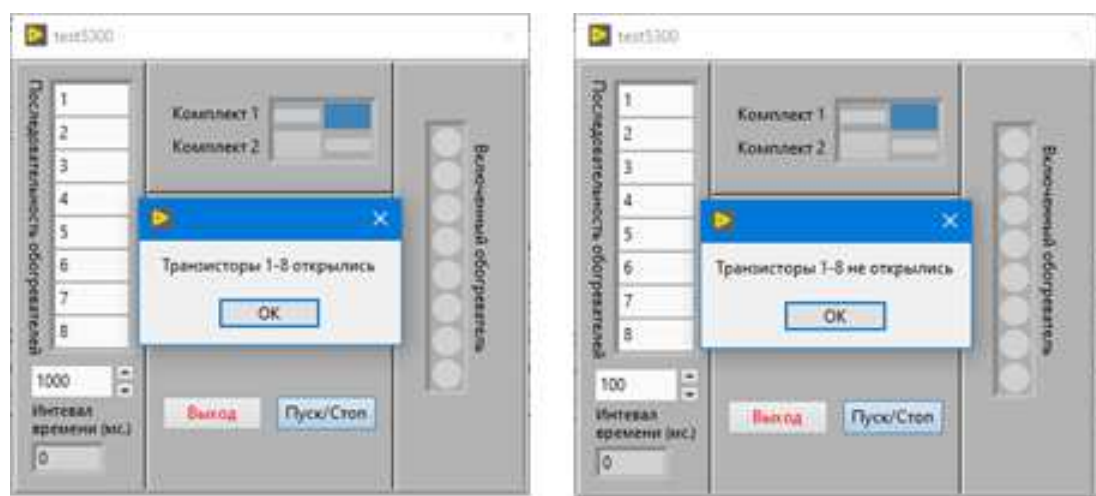 test5300
Последовательность обогревателей
1
2
3
4
5
6
7
8
Комплект 1
Комплект 2
Включенный обогреватель
Транзисторы 1-8 открылись
OK
1000
Интевал
времени (мс.)
0
Выход
Пуск/Стоп
test5300
Последовательность обогревателей
1
2
3
4
5
6
7
8
Комплект 1
Комплект 2
Включенный обогреватель
Транзисторы 1-8 не открылись
OK
100
Интевал
времени (мс.)
0
Выход
Пуск/Стоп